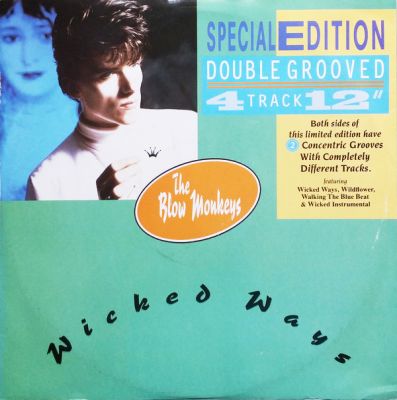 SPECIAL EDITION
DOUBLE GROOVED
4 TRACK 12"
Both sides of
this limited edition have
2 Concentric Grooves
With Completely
Different Tracks.
featuring
Wicked Ways, Wildflower,
Walking The Blue Beat
& Wicked Instrumental
The
Blow Monkeys
Wicked Ways